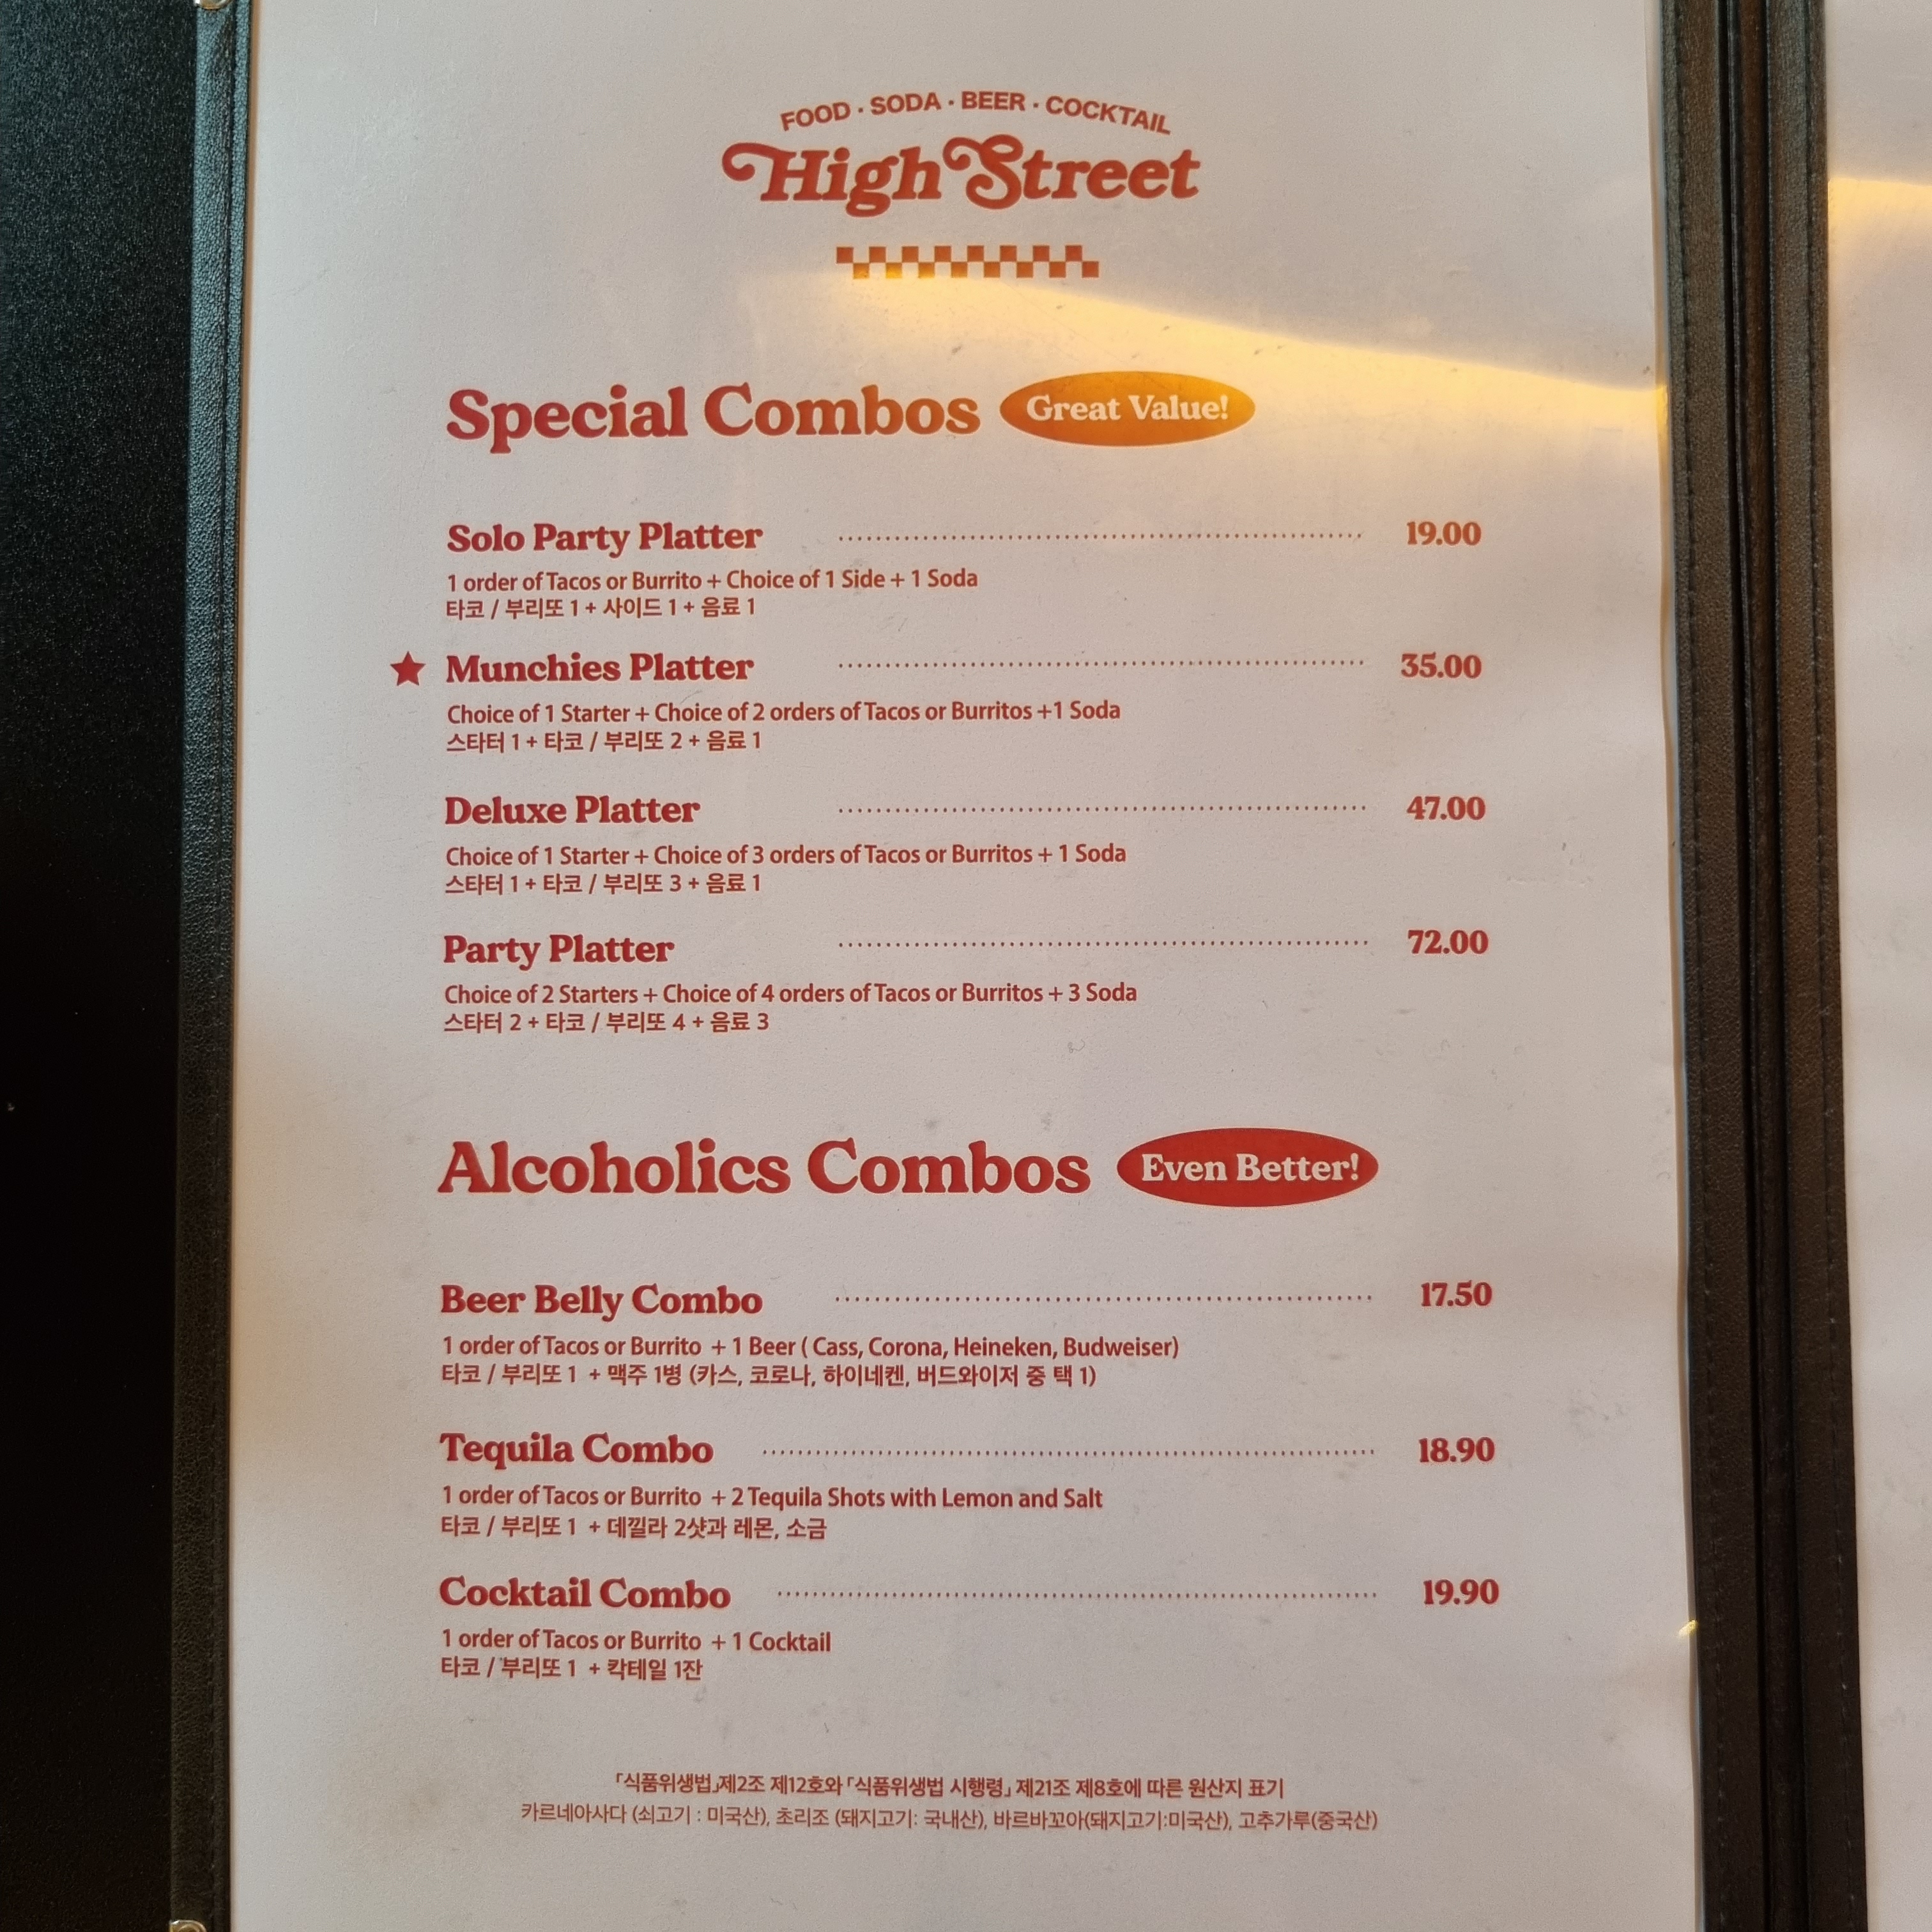 FOOD · SODA · BEER · COCKTAIL
High Street
Special Combos Great Value!
Solo Party Platter 19.00
1 order of Tacos or Burrito + Choice of 1 Side + 1 Soda
타코 / 부리또 1 + 사이드 1 + 음료 1
★ Munchies Platter 35.00
Choice of 1 Starter + Choice of 2 orders of Tacos or Burritos +1 Soda
스타터 1 + 타코 / 부리또 2 + 음료 1
Deluxe Platter 47.00
Choice of 1 Starter + Choice of 3 orders of Tacos or Burritos + 1 Soda
스타터 1 + 타코 / 부리또 3 + 음료 1
Party Platter 72.00
Choice of 2 Starters + Choice of 4 orders of Tacos or Burritos + 3 Soda
스타터 2 + 타코 / 부리또 4 + 음료 3
Alcoholics Combos Even Better!
Beer Belly Combo 17.50
1 order of Tacos or Burrito + 1 Beer ( Cass, Corona, Heineken, Budweiser)
타코 / 부리또 1 + 맥주 1병 (카스, 코로나, 하이네켄, 버드와이저 중 택 1)
Tequila Combo 18.90
1 order of Tacos or Burrito + 2 Tequila Shots with Lemon and Salt
타코 / 부리또 1 + 데낄라 2샷과 레몬, 소금
Cocktail Combo 19.90
1 order of Tacos or Burrito + 1 Cocktail
타코 / 부리또 1 + 칵테일 1잔
「식품위생법」제2조 제12호와 「식품위생법 시행령」 제21조 제8호에 따른 원산지 표기
카르네아사다 (쇠고기 : 미국산), 초리조 (돼지고기: 국내산), 바르바꼬아(돼지고기:미국산), 고추가루(중국산)